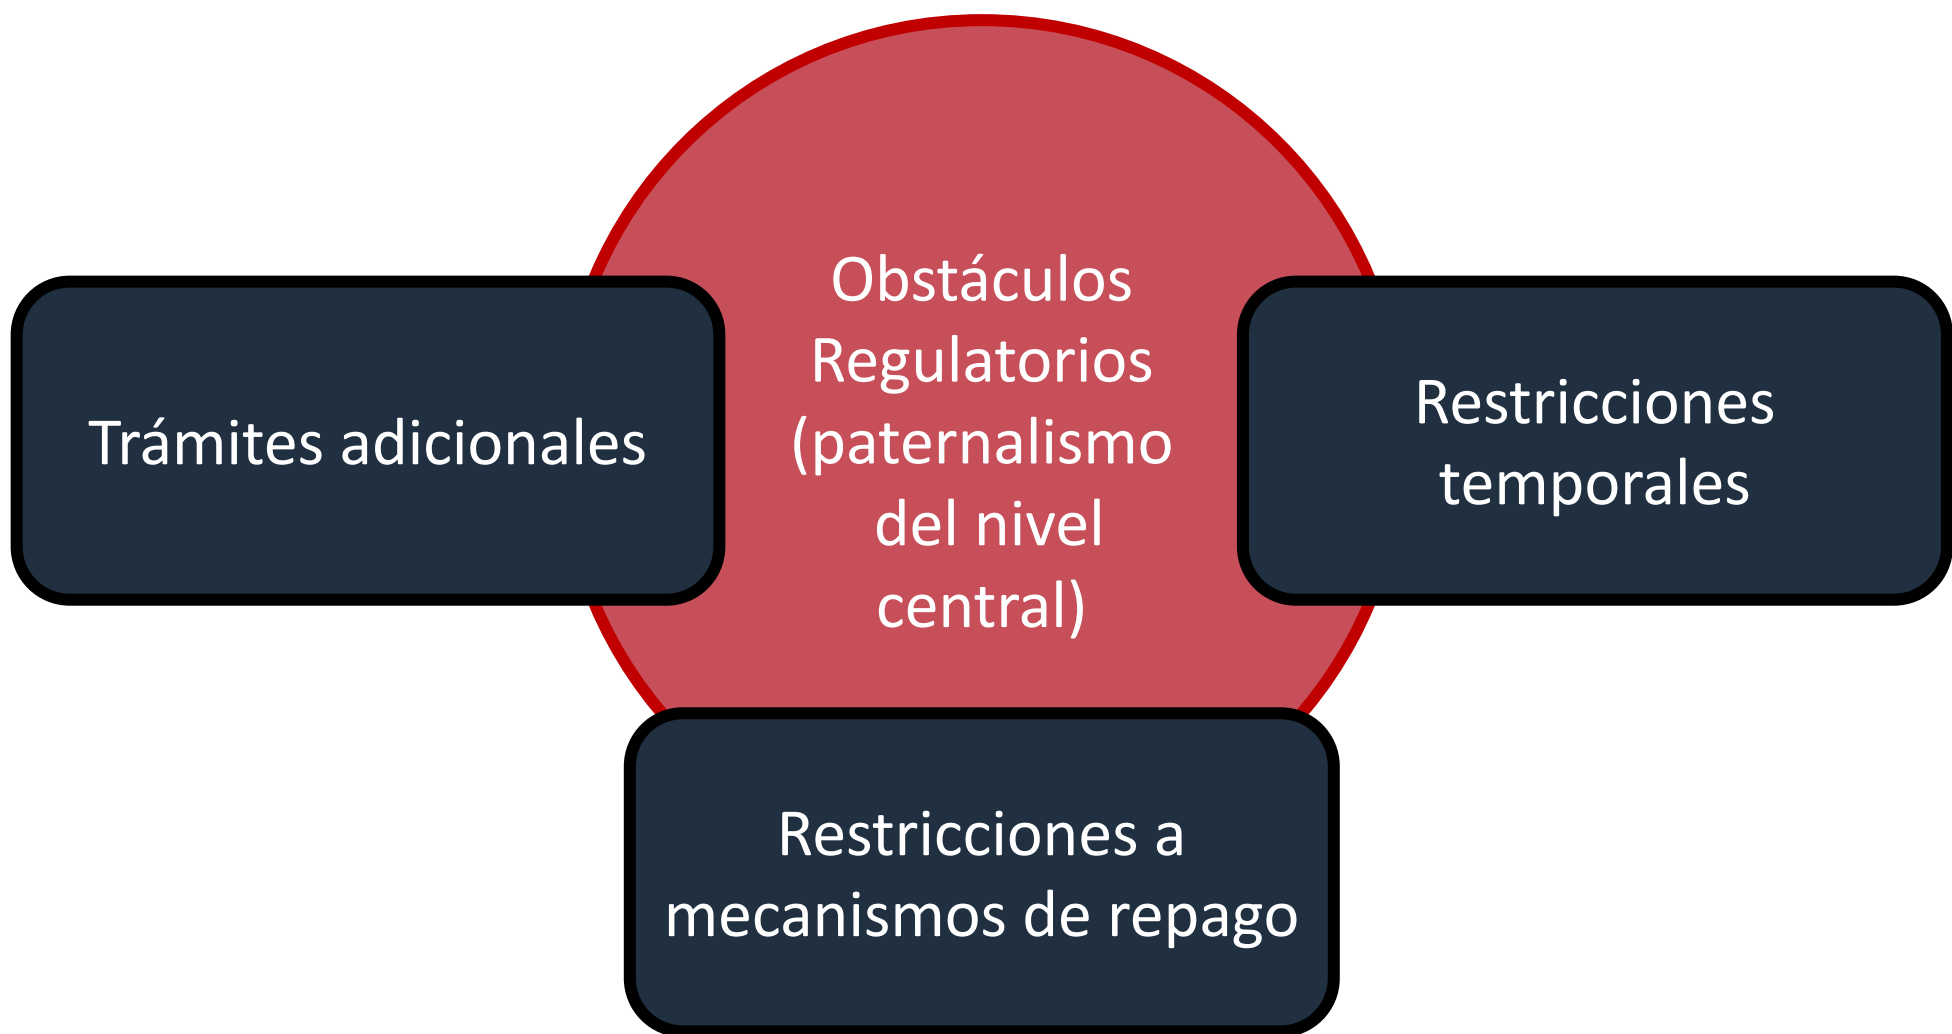 Obstáculos
Regulatorios
(paternalismo
del nivel
central)
Trámites adicionales
Restricciones
temporales
Restricciones a
mecanismos de repago